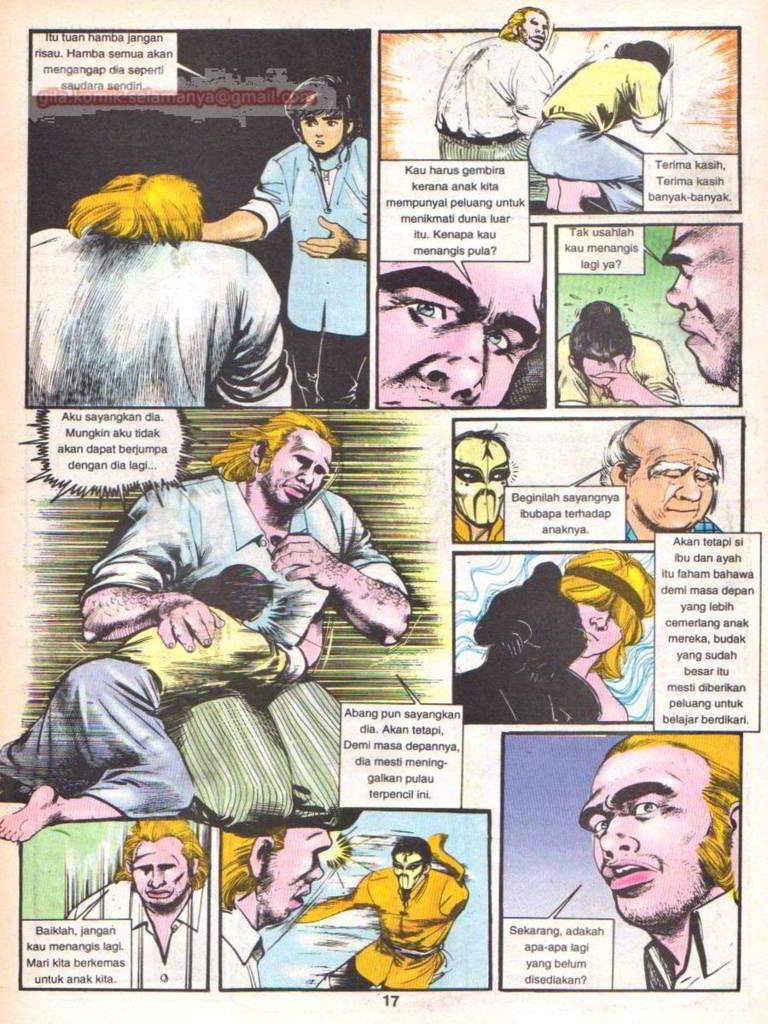 Itu tuan hamba jangan
risau. Hamba semua akan
mengangap dia seperti
saudara sendiri.
gila.komik.selamanya@gmail.com
Kau harus gembira
kerana anak kita
mempunyai peluang untuk
menikmati dunia luar
itu. Kenapa kau
menangis pula?
Terima kasih,
Terima kasih
banyak-banyak.
Tak usahlah
kau menangis
lagi ya?
Aku sayangkan dia.
Mungkin aku tidak
akan dapat berjumpa
dengan dia lagi...
Abang pun sayangkan
dia. Akan tetapi,
Demi masa depannya,
dia mesti mening-
galkan pulau
terpencil ini.
Beginilah sayangnya
ibubapa terhadap
anaknya.
Akan tetapi si
ibu dan ayah
itu faham bahawa
demi masa depan
yang lebih
cemerlang anak
mereka, budak
yang sudah
besar itu
mesti diberikan
peluang untuk
belajar berdikari.
Baiklah, jangan
kau menangis lagi.
Mari kita berkemas
untuk anak kita.
Sekarang, adakah
apa-apa lagi
yang belum
disediakan?
17